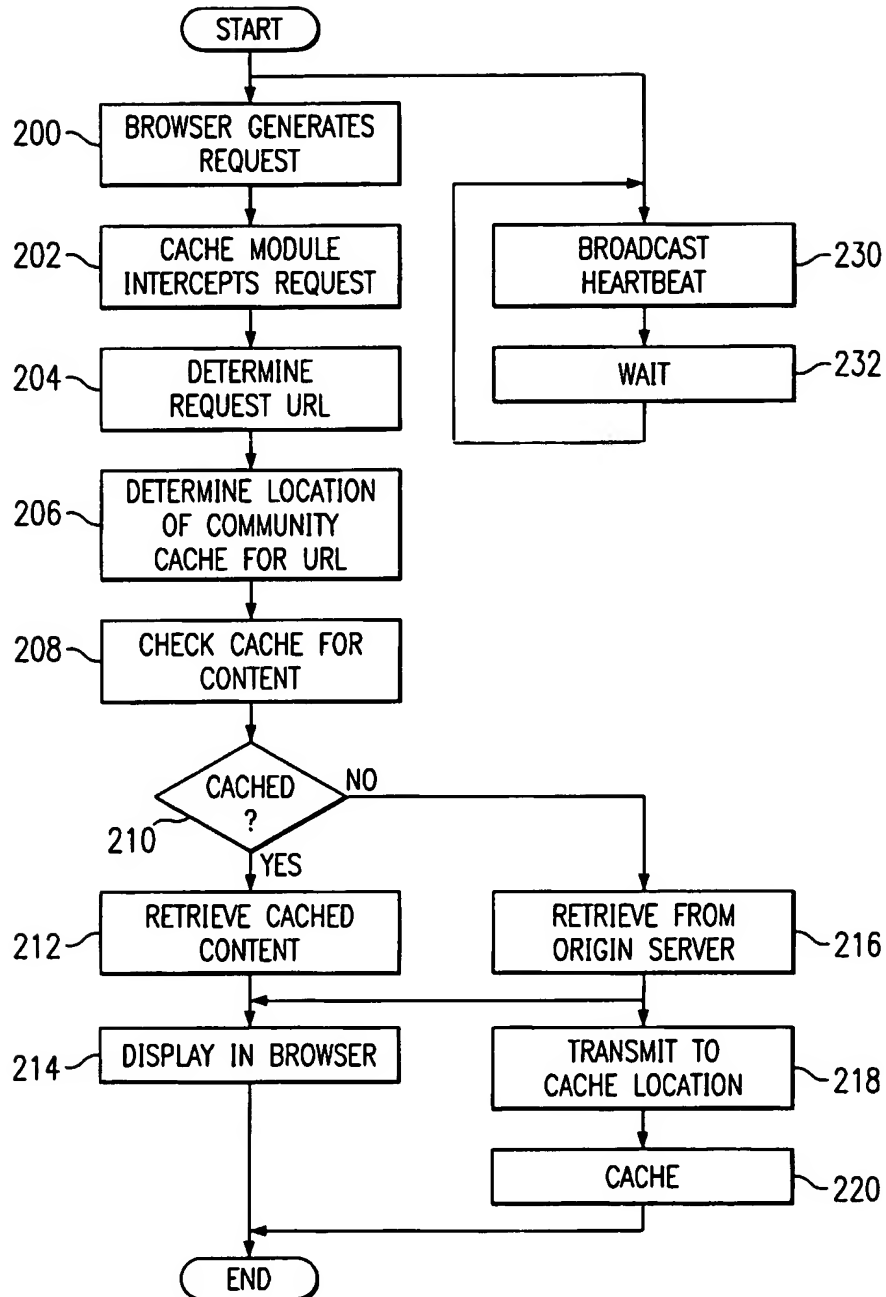 START
200
BROWSER GENERATES
REQUEST
202
CACHE MODULE
INTERCEPTS REQUEST
BROADCAST
HEARTBEAT
230
204
DETERMINE
REQUEST URL
WAIT
232
206
DETERMINE LOCATION
OF COMMUNITY
CACHE FOR URL
208
CHECK CACHE FOR
CONTENT
CACHED
?
NO
210
YES
212
RETRIEVE CACHED
CONTENT
RETRIEVE FROM
ORIGIN SERVER
216
214
DISPLAY IN BROWSER
TRANSMIT TO
CACHE LOCATION
218
CACHE
220
END